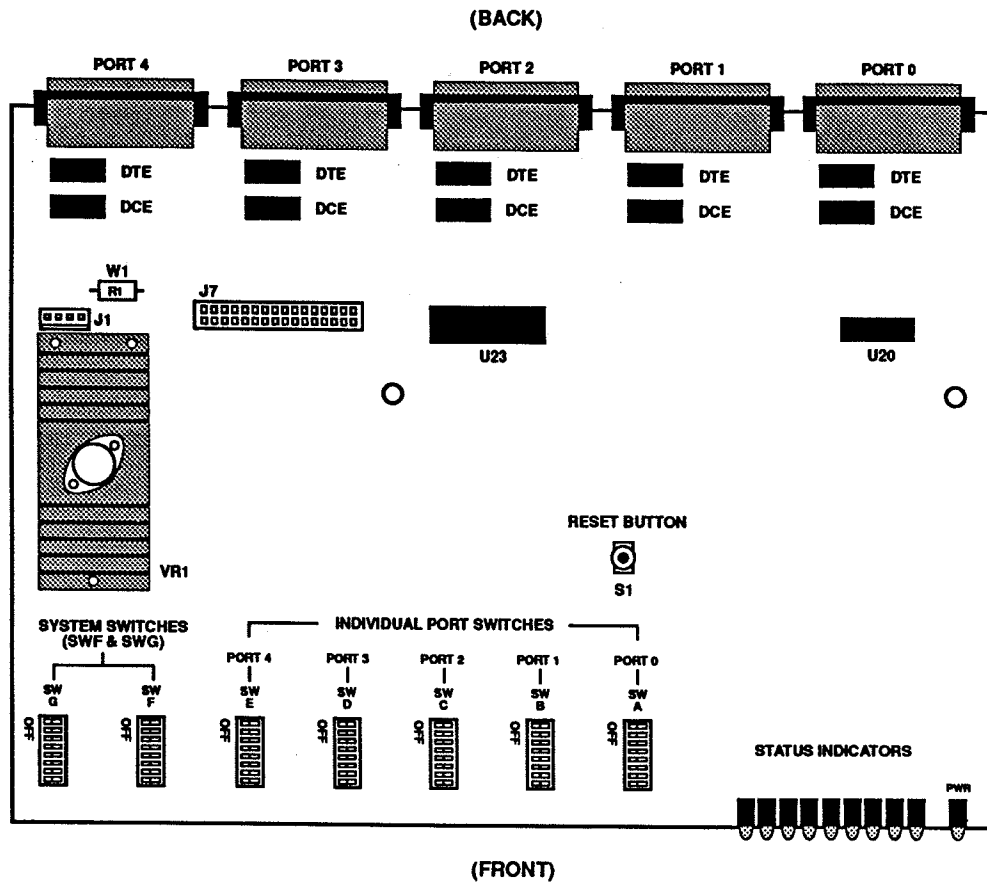 (BACK)
PORT 4 PORT 3 PORT 2 PORT 1 PORT 0
DTE DTE DTE DTE DTE
DCE DCE DCE DCE DCE
W1
R1
J7
J1
U23 U20
RESET BUTTON
S1
VR1
SYSTEM SWITCHES
(SWF & SWG)
INDIVIDUAL PORT SWITCHES
PORT 4 PORT 3 PORT 2 PORT 1 PORT 0
SW G SW F SW E SW D SW C SW B SW A
OFF OFF OFF OFF OFF OFF OFF
STATUS INDICATORS
PWR
(FRONT)